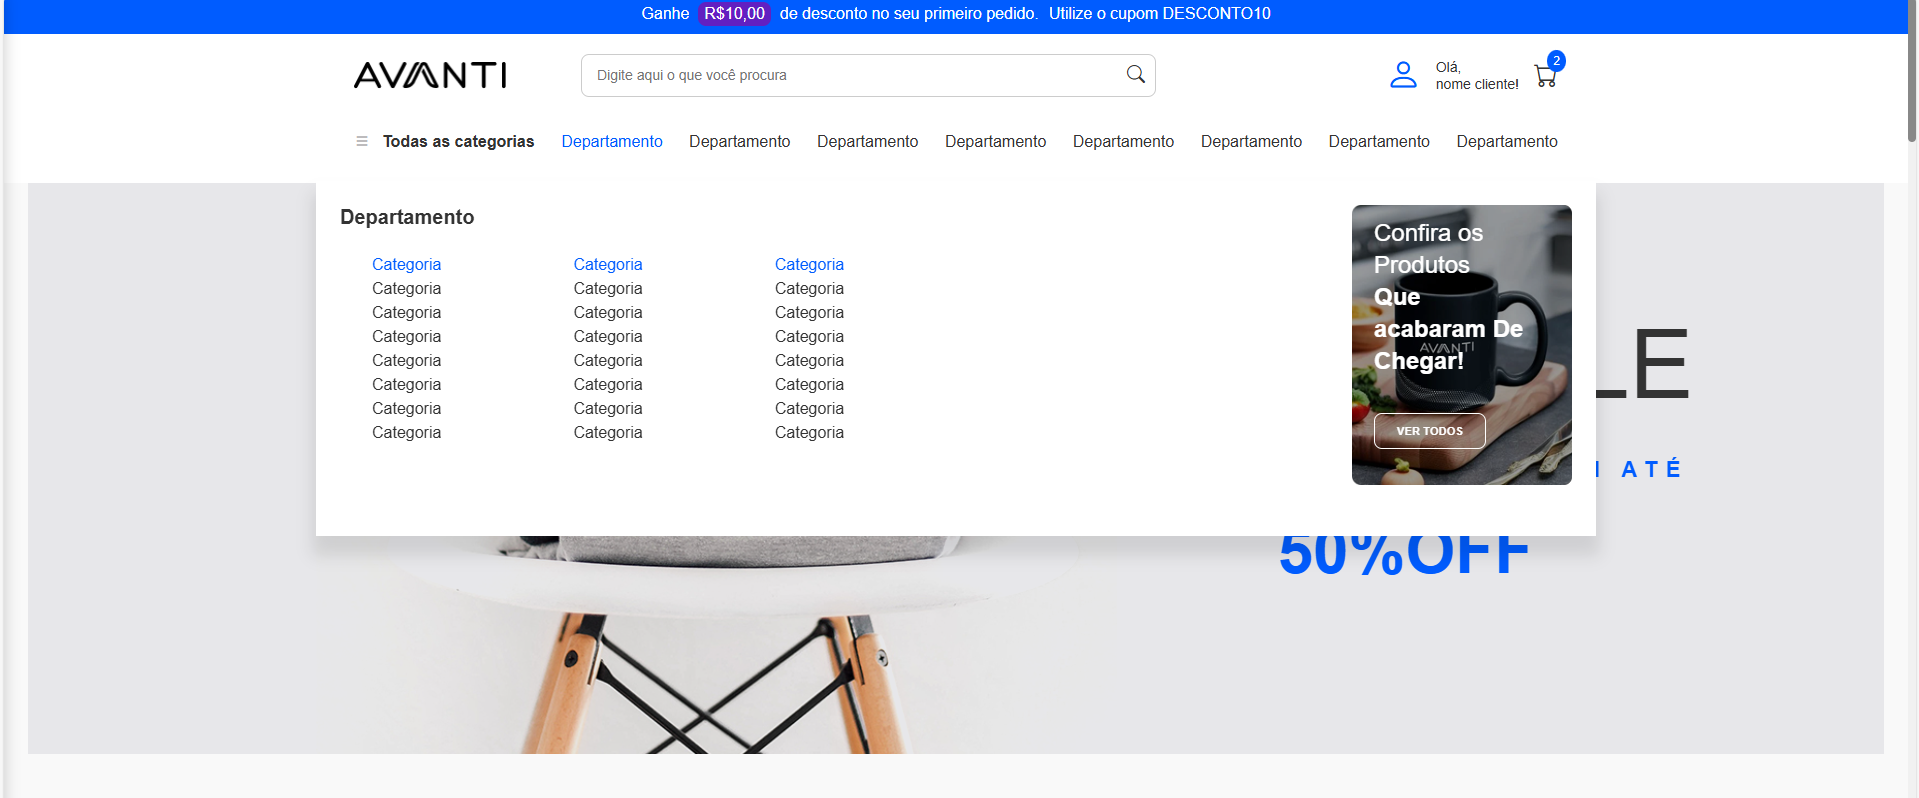 Ganhe R$10,00 de desconto no seu primeiro pedido. Utilize o cupom DESCONTO10
AVANTI
Digite aqui o que você procura
Olá,
nome cliente!
2
Todas as categorias Departamento Departamento Departamento Departamento Departamento Departamento Departamento Departamento
Departamento
Categoria Categoria Categoria
Categoria Categoria Categoria
Categoria Categoria Categoria
Categoria Categoria Categoria
Categoria Categoria Categoria
Categoria Categoria Categoria
Categoria Categoria Categoria
Categoria Categoria Categoria
Confira os
Produtos
Que
acabaram De
Chegar!
AVANTI
VER TODOS
LE
ATÉ
50%OFF